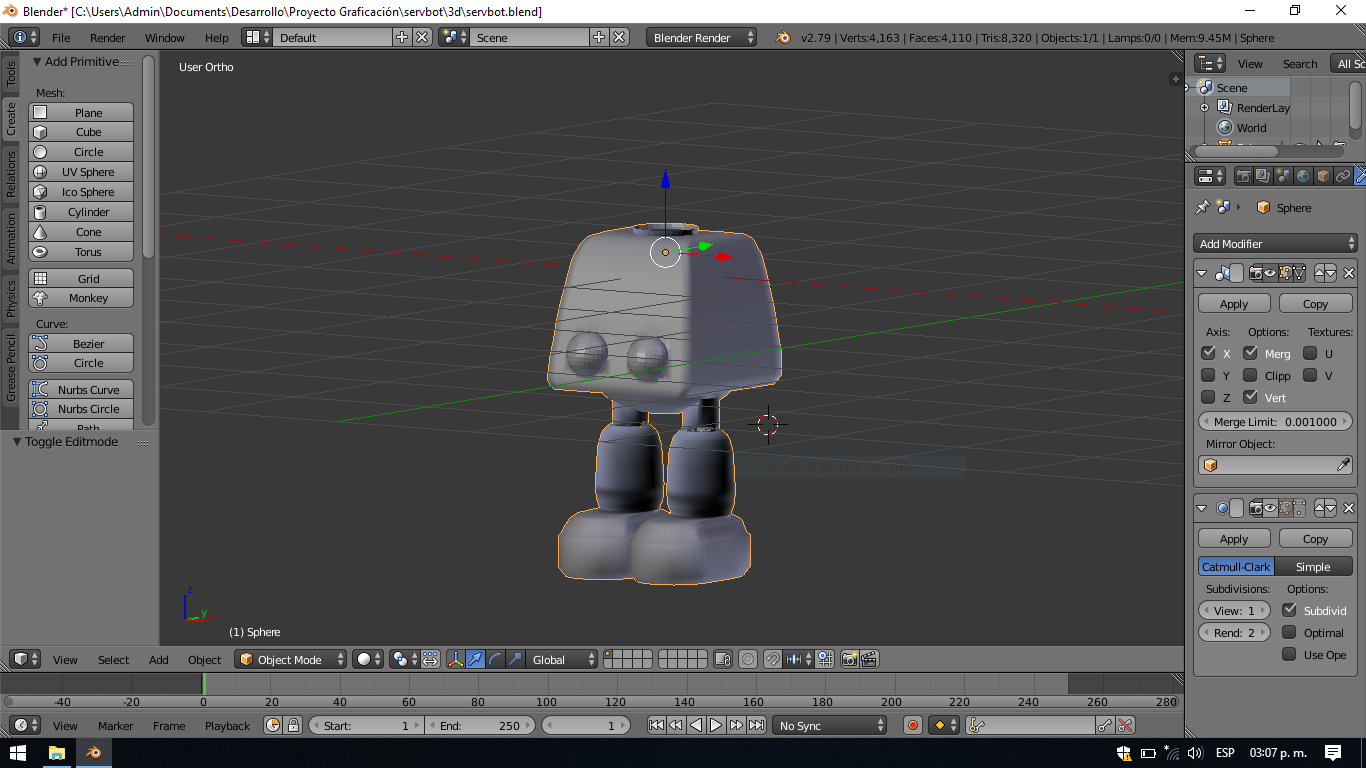 Blender* [C:\Users\Admin\Documents\Desarrollo\Proyecto Graficación\servbot\3d\servbot.blend]
File Render Window Help Default Scene Blender Render v2.79 | Verts:4,163 | Faces:4,110 | Tris:8,320 | Objects:1/1 | Lamps:0/0 | Mem:9.45M | Sphere
Tools
Create
Relations
Animation
Physics
Grease Pencil
Add Primitive
Mesh:
Plane
Cube
Circle
UV Sphere
Ico Sphere
Cylinder
Cone
Torus
Grid
Monkey
Curve:
Bezier
Circle
Nurbs Curve
Nurbs Circle
Path
Toggle Editmode
User Ortho
Recorte de pantalla completa
z
y
x
(1) Sphere
View Search All Sc
Scene
RenderLay
World
Sphere
Add Modifier
Apply Copy
Axis: Options: Textures:
X Merg U
Y Clipp V
Z Vert
Merge Limit: 0.001000
Mirror Object:
Apply Copy
Catmull-Clark Simple
Subdivisions: Options:
View: 1 Subdivid
Rend: 2 Optimal
Use Ope
View Select Add Object Object Mode Global
-40 -20 0 20 40 60 80 100 120 140 160 180 200 220 240 260 280
View Marker Frame Playback Start: 1 End: 250 1 No Sync
ESP 03:07 p. m.